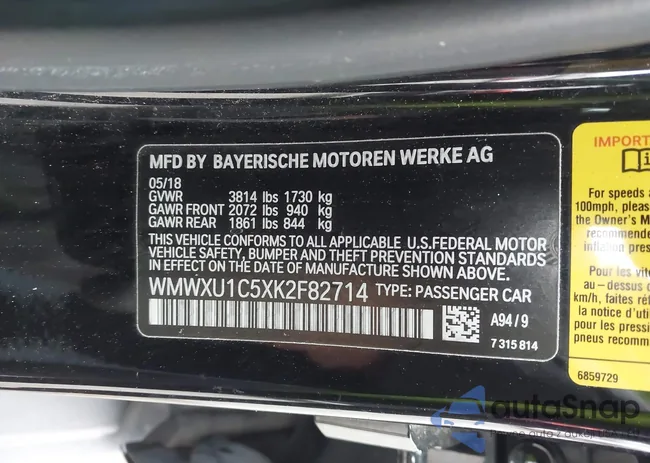 MFD BY BAYERISCHE MOTOREN WERKE AG
05/18
GVWR 3814 lbs 1730 kg
GAWR FRONT 2072 lbs 940 kg
GAWR REAR 1861 lbs 844 kg
THIS VEHICLE CONFORMS TO ALL APPLICABLE U.S.FEDERAL MOTOR
VEHICLE SAFETY, BUMPER AND THEFT PREVENTION STANDARDS
IN EFFECT ON THE DATE OF MANUFACTURE SHOWN ABOVE.
WMWXU1C5XK2F82714 TYPE: PASSENGER CAR
A94/9
7 315 814
IMPORT
For speeds
100mph, please
the Owner's M
recommende
inflation press
Pour les vit
au-dessus d
km/h, faites réf
la notice d'uti
pour les pressi
pneus recomm
6859729
autoSnap